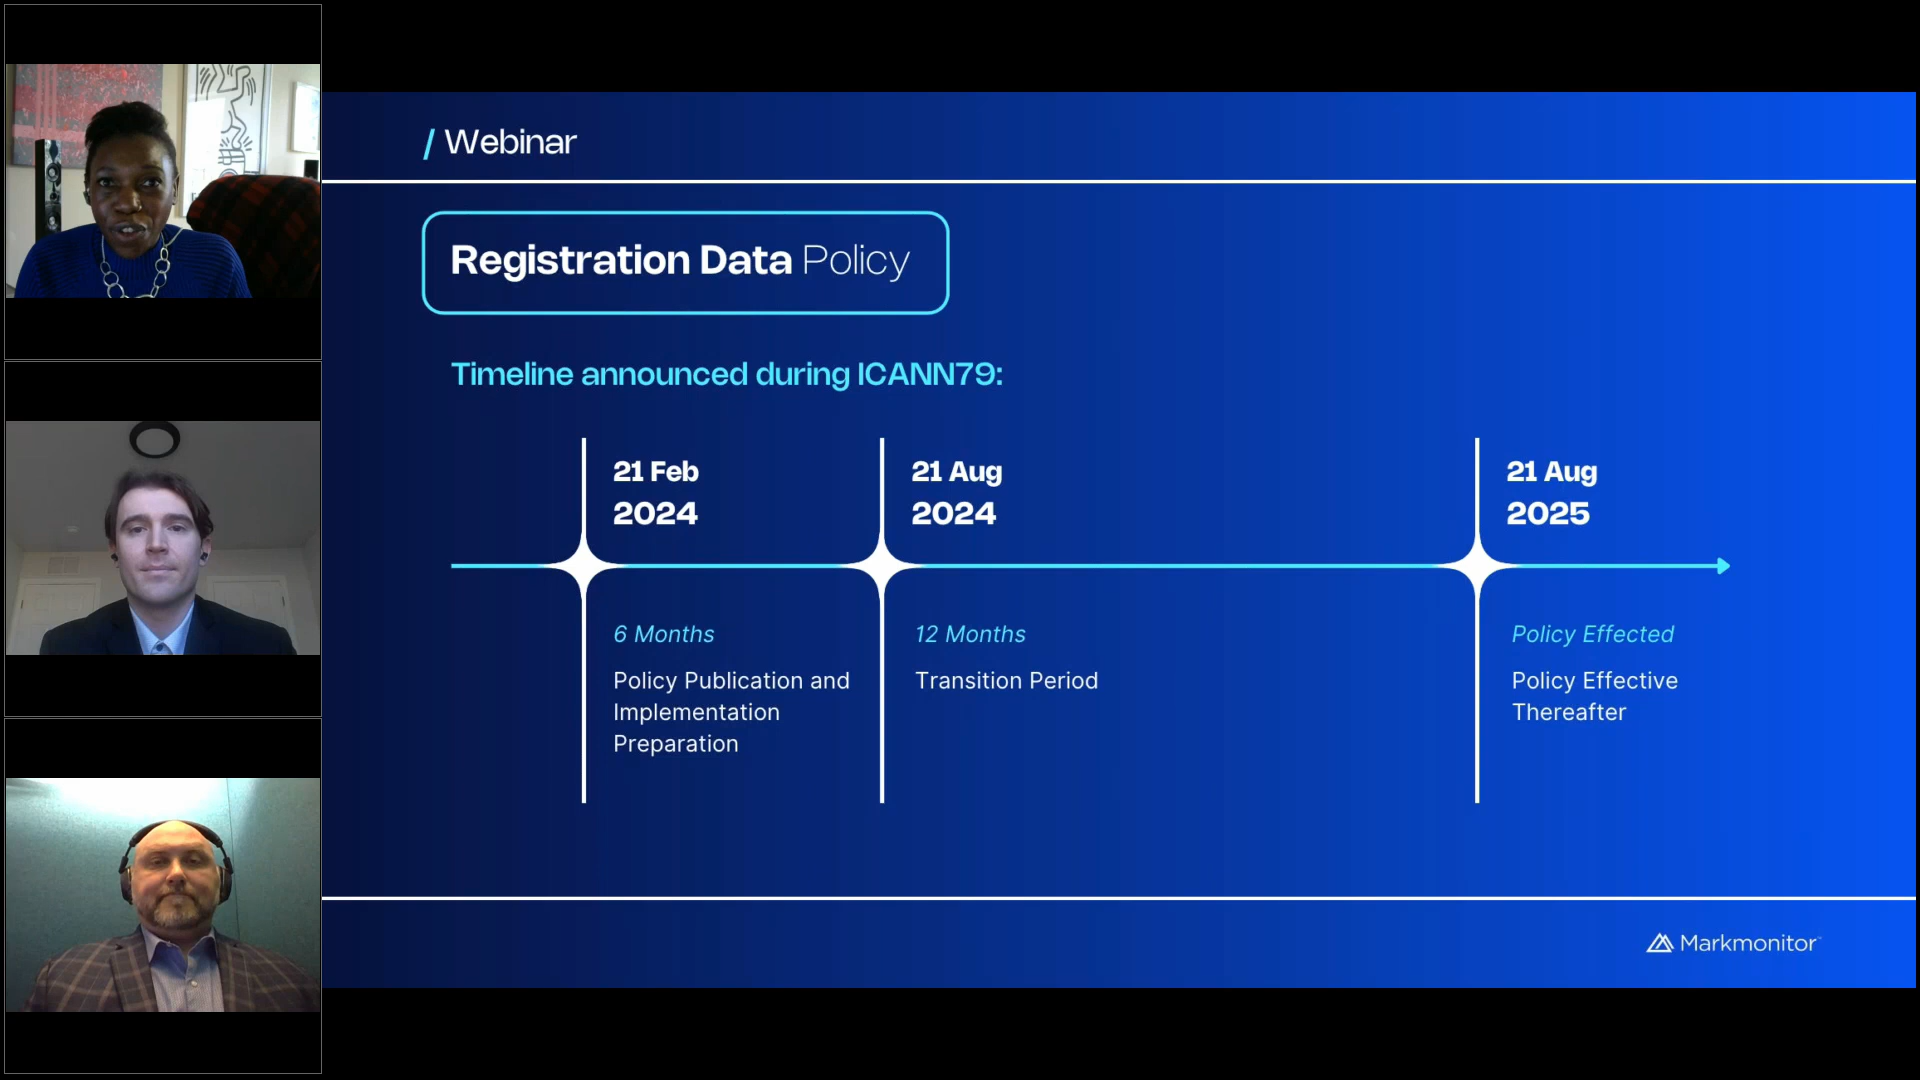 / Webinar
Registration Data Policy
Timeline announced during ICANN79:
21 Feb
2024
21 Aug
2024
21 Aug
2025
6 Months
Policy Publication and
Implementation
Preparation
12 Months
Transition Period
Policy Effected
Policy Effective
Thereafter
Markmonitor